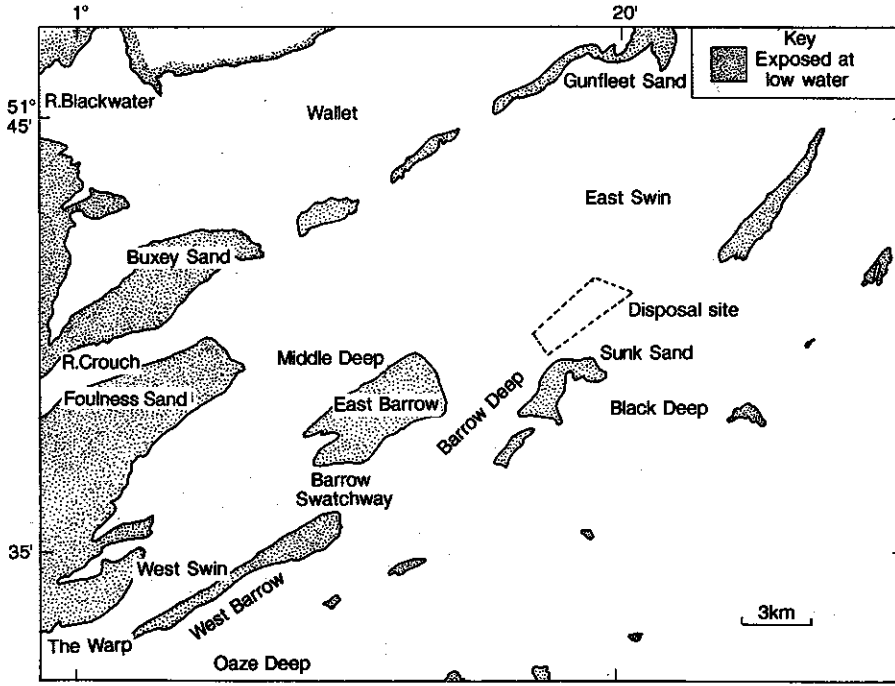 1°
20'
Key
Exposed at
low water
Gunfleet Sand
R.Blackwater
51°
45'
Wallet
East Swin
Buxey Sand
Disposal site
R.Crouch
Middle Deep
Sunk Sand
Foulness Sand
East Barrow
Barrow Deep
Black Deep
Barrow
Swatchway
35'
West Swin
West Barrow
3km
The Warp
Oaze Deep